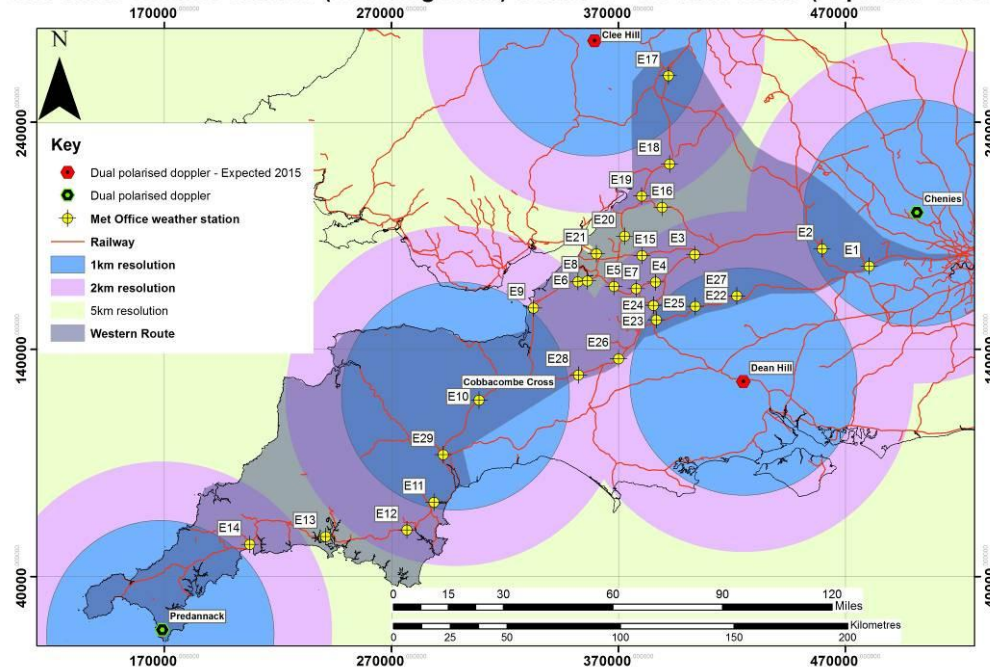 170000
270000
370000
470000
N
Clee Hill
E17
240000
240000
Key
Dual polarised doppler - Expected 2015
Dual polarised doppler
Met Office weather station
Railway
1km resolution
2km resolution
5km resolution
Western Route
E18
E19
E16
Chenies
E20
E2
E21
E15
E3
E1
E8
E5
E7
E4
E6
E27
E9
E24
E25
E22
E23
140000
140000
E26
E28
Dean Hill
Cobbacombe Cross
E10
E29
E11
E12
E13
E14
40000
40000
0 15 30 60 90 120
Miles
Predannack
0 25 50 100 150 200
Kilometres
170000
270000
370000
470000